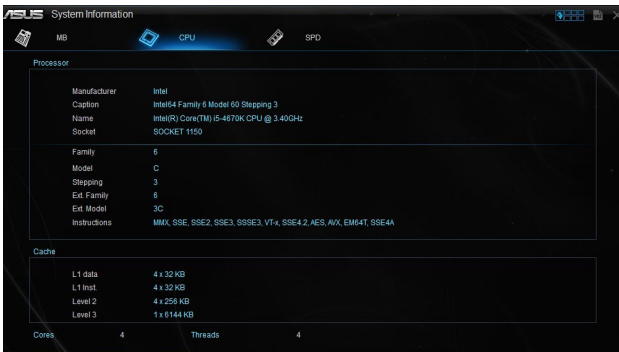 ASUS System Information
MB CPU SPD
Processor
Manufacturer Intel
Caption Intel64 Family 6 Model 60 Stepping 3
Name Intel(R) Core(TM) i5-4670K CPU @ 3.40GHz
Socket SOCKET 1150
Family 6
Model C
Stepping 3
Ext. Family 6
Ext. Model 3C
Instructions MMX, SSE, SSE2, SSE3, SSSE3, VT-x, SSE4.2, AES, AVX, EM64T, SSE4A
Cache
L1 data 4 x 32 KB
L1 Inst. 4 x 32 KB
Level 2 4 x 256 KB
Level 3 1 x 6144 KB
Cores 4 Threads 4